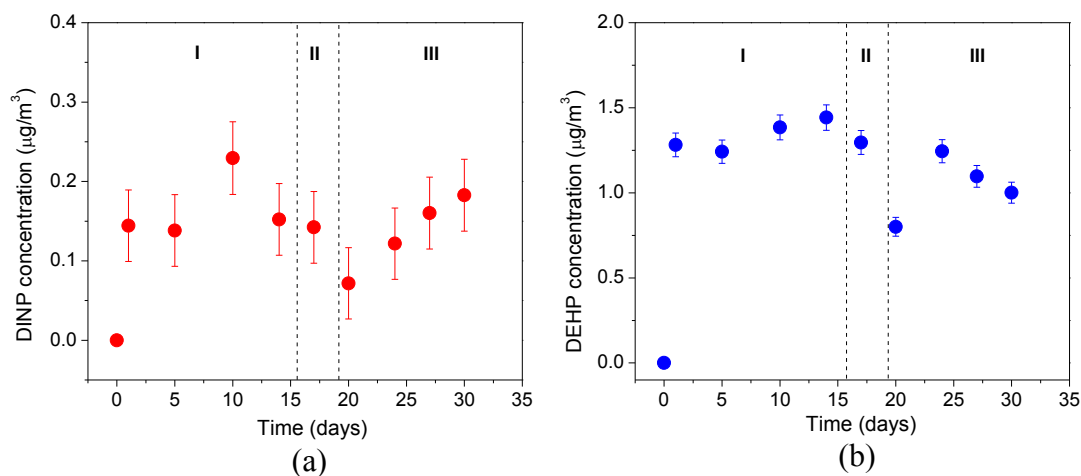 0.4
0.3
0.2
0.1
0.0
DINP concentration (μg/m³)
I
II
III
0 5 10 15 20 25 30 35
Time (days)
(a)
2.0
1.5
1.0
0.5
0.0
DEHP concentration (μg/m³)
I
II
III
0 5 10 15 20 25 30 35
Time (days)
(b)